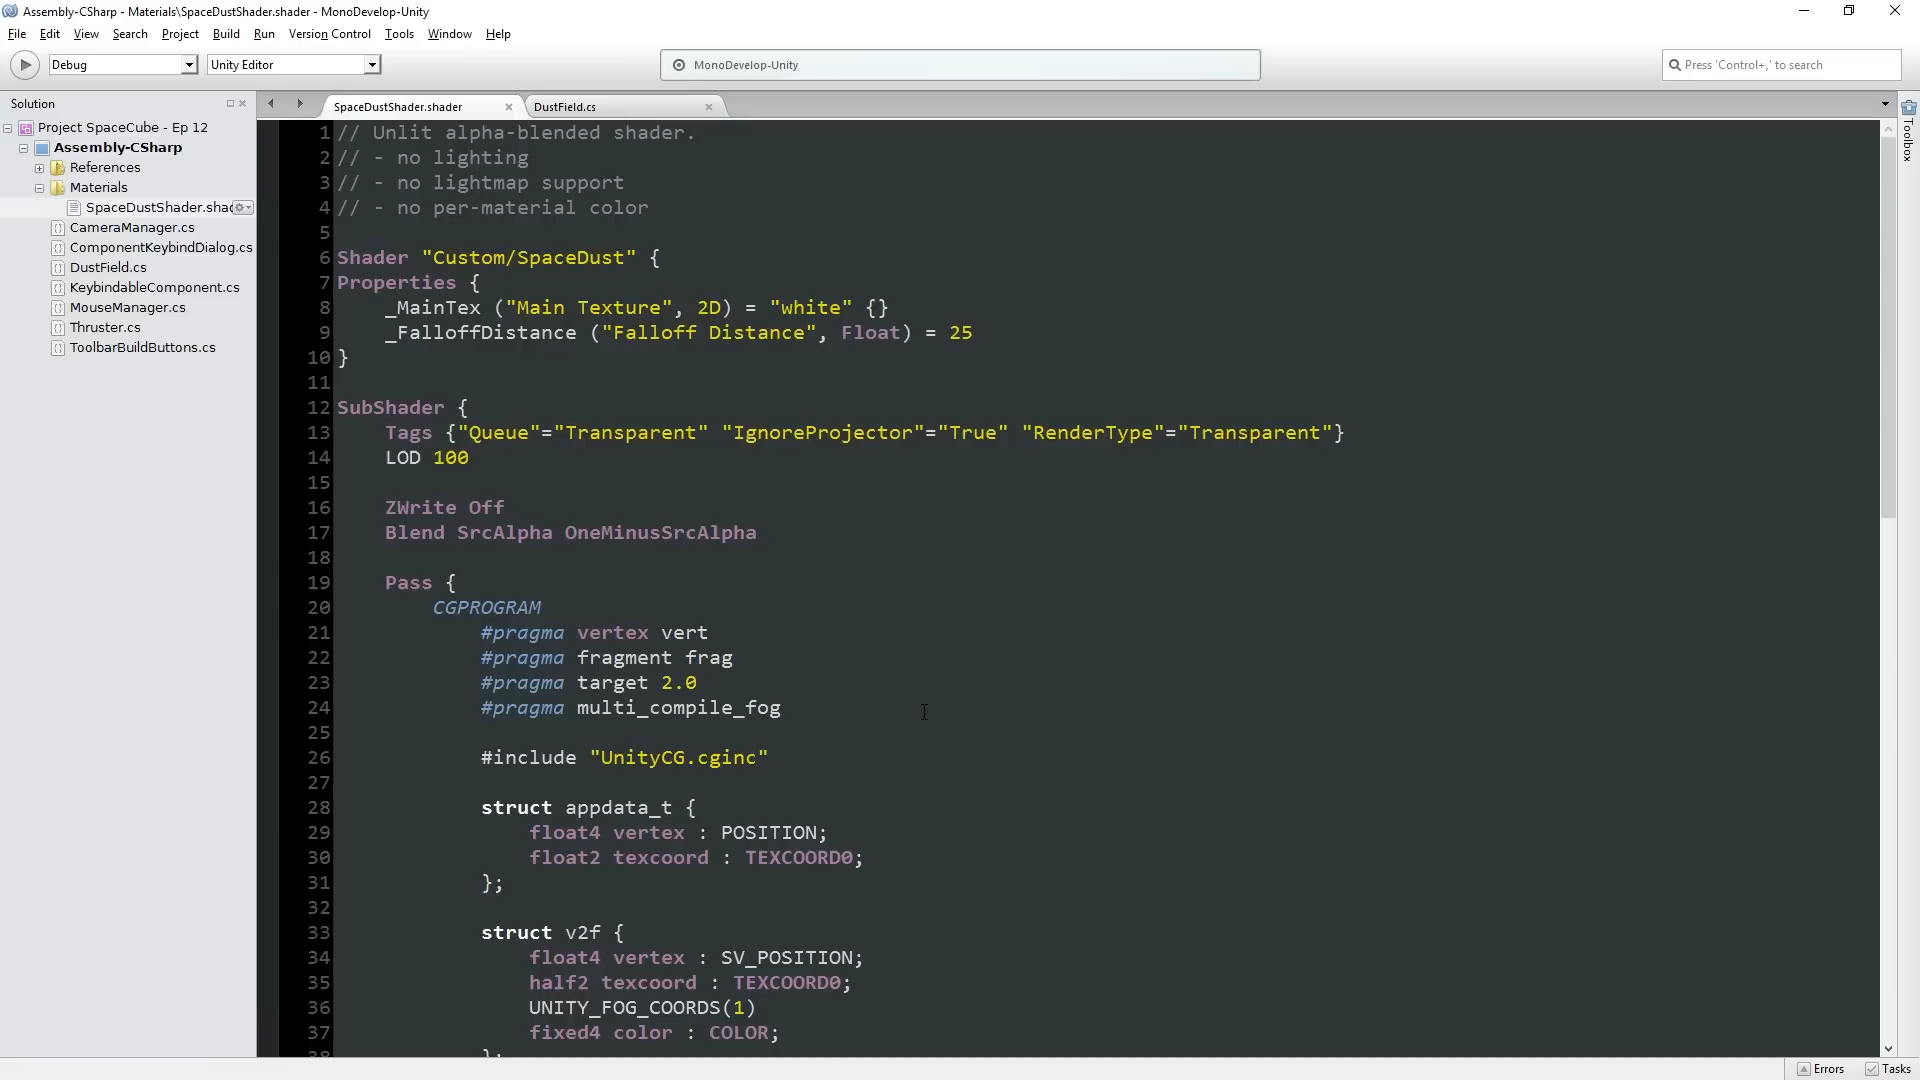 Assembly-CSharp - Materials\SpaceDustShader.shader - MonoDevelop-Unity
File Edit View Search Project Build Run Version Control Tools Window Help
Debug Unity Editor MonoDevelop-Unity Press 'Control+,' to search
Solution
SpaceDustShader.shader DustField.cs
Toolbox
Project SpaceCube - Ep 12
Assembly-CSharp
References
Materials
SpaceDustShader.shad
CameraManager.cs
ComponentKeybindDialog.cs
DustField.cs
KeybindableComponent.cs
MouseManager.cs
Thruster.cs
ToolbarBuildButtons.cs
1 // Unlit alpha-blended shader.
2 // - no lighting
3 // - no lightmap support
4 // - no per-material color
5
6 Shader "Custom/SpaceDust" {
7 Properties {
8 _MainTex ("Main Texture", 2D) = "white" {}
9 _FalloffDistance ("Falloff Distance", Float) = 25
10 }
11
12 SubShader {
13 Tags {"Queue"="Transparent" "IgnoreProjector"="True" "RenderType"="Transparent"}
14 LOD 100
15
16 ZWrite Off
17 Blend SrcAlpha OneMinusSrcAlpha
18
19 Pass {
20 CGPROGRAM
21 #pragma vertex vert
22 #pragma fragment frag
23 #pragma target 2.0
24 #pragma multi_compile_fog
25
26 #include "UnityCG.cginc"
27
28 struct appdata_t {
29 float4 vertex : POSITION;
30 float2 texcoord : TEXCOORD0;
31 };
32
33 struct v2f {
34 float4 vertex : SV_POSITION;
35 half2 texcoord : TEXCOORD0;
36 UNITY_FOG_COORDS(1)
37 fixed4 color : COLOR;
38 };
Errors Tasks